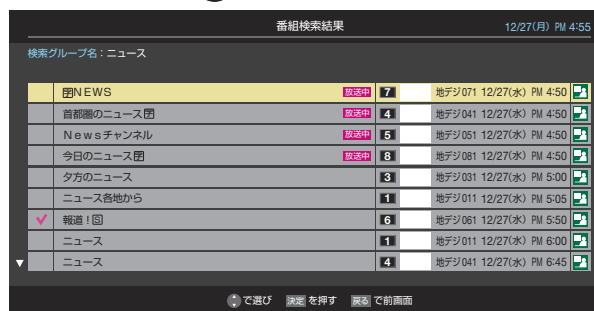 番組検索結果 12/27(月) PM 4:55
検索グループ名：ニュース
字NEWS 放送中 7 地デジ071 12/27(水) PM 4:50
首都圏のニュース字 放送中 4 地デジ041 12/27(水) PM 4:50
Newsチャンネル 放送中 5 地デジ051 12/27(水) PM 4:50
今日のニュース字 放送中 8 地デジ081 12/27(水) PM 4:50
夕方のニュース 3 地デジ031 12/27(水) PM 5:00
ニュース各地から 1 地デジ011 12/27(水) PM 5:05
報道！S 6 地デジ061 12/27(水) PM 5:50
ニュース 1 地デジ011 12/27(水) PM 6:00
ニュース 4 地デジ041 12/27(水) PM 6:45
で選び 決定 を押す 戻る で前画面